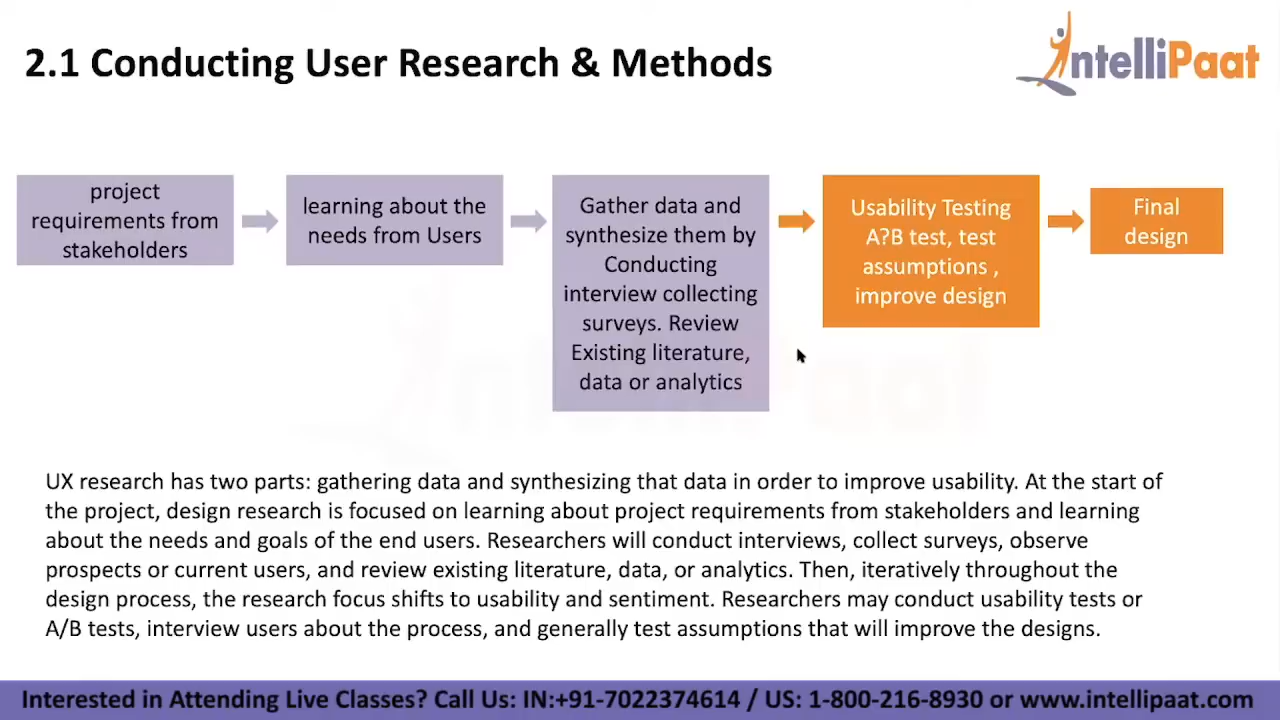 2.1 Conducting User Research & Methods
IntelliPaat
project
requirements from
stakeholders
learning about the
needs from Users
Gather data and
synthesize them by
Conducting
interview collecting
surveys. Review
Existing literature,
data or analytics
Usability Testing
A?B test, test
assumptions ,
improve design
Final
design
IntelliPaat
UX research has two parts: gathering data and synthesizing that data in order to improve usability. At the start of
the project, design research is focused on learning about project requirements from stakeholders and learning
about the needs and goals of the end users. Researchers will conduct interviews, collect surveys, observe
prospects or current users, and review existing literature, data, or analytics. Then, iteratively throughout the
design process, the research focus shifts to usability and sentiment. Researchers may conduct usability tests or
A/B tests, interview users about the process, and generally test assumptions that will improve the designs.
Interested in Attending Live Classes? Call Us: IN:+91-7022374614 / US: 1-800-216-8930 or www.intellipaat.com